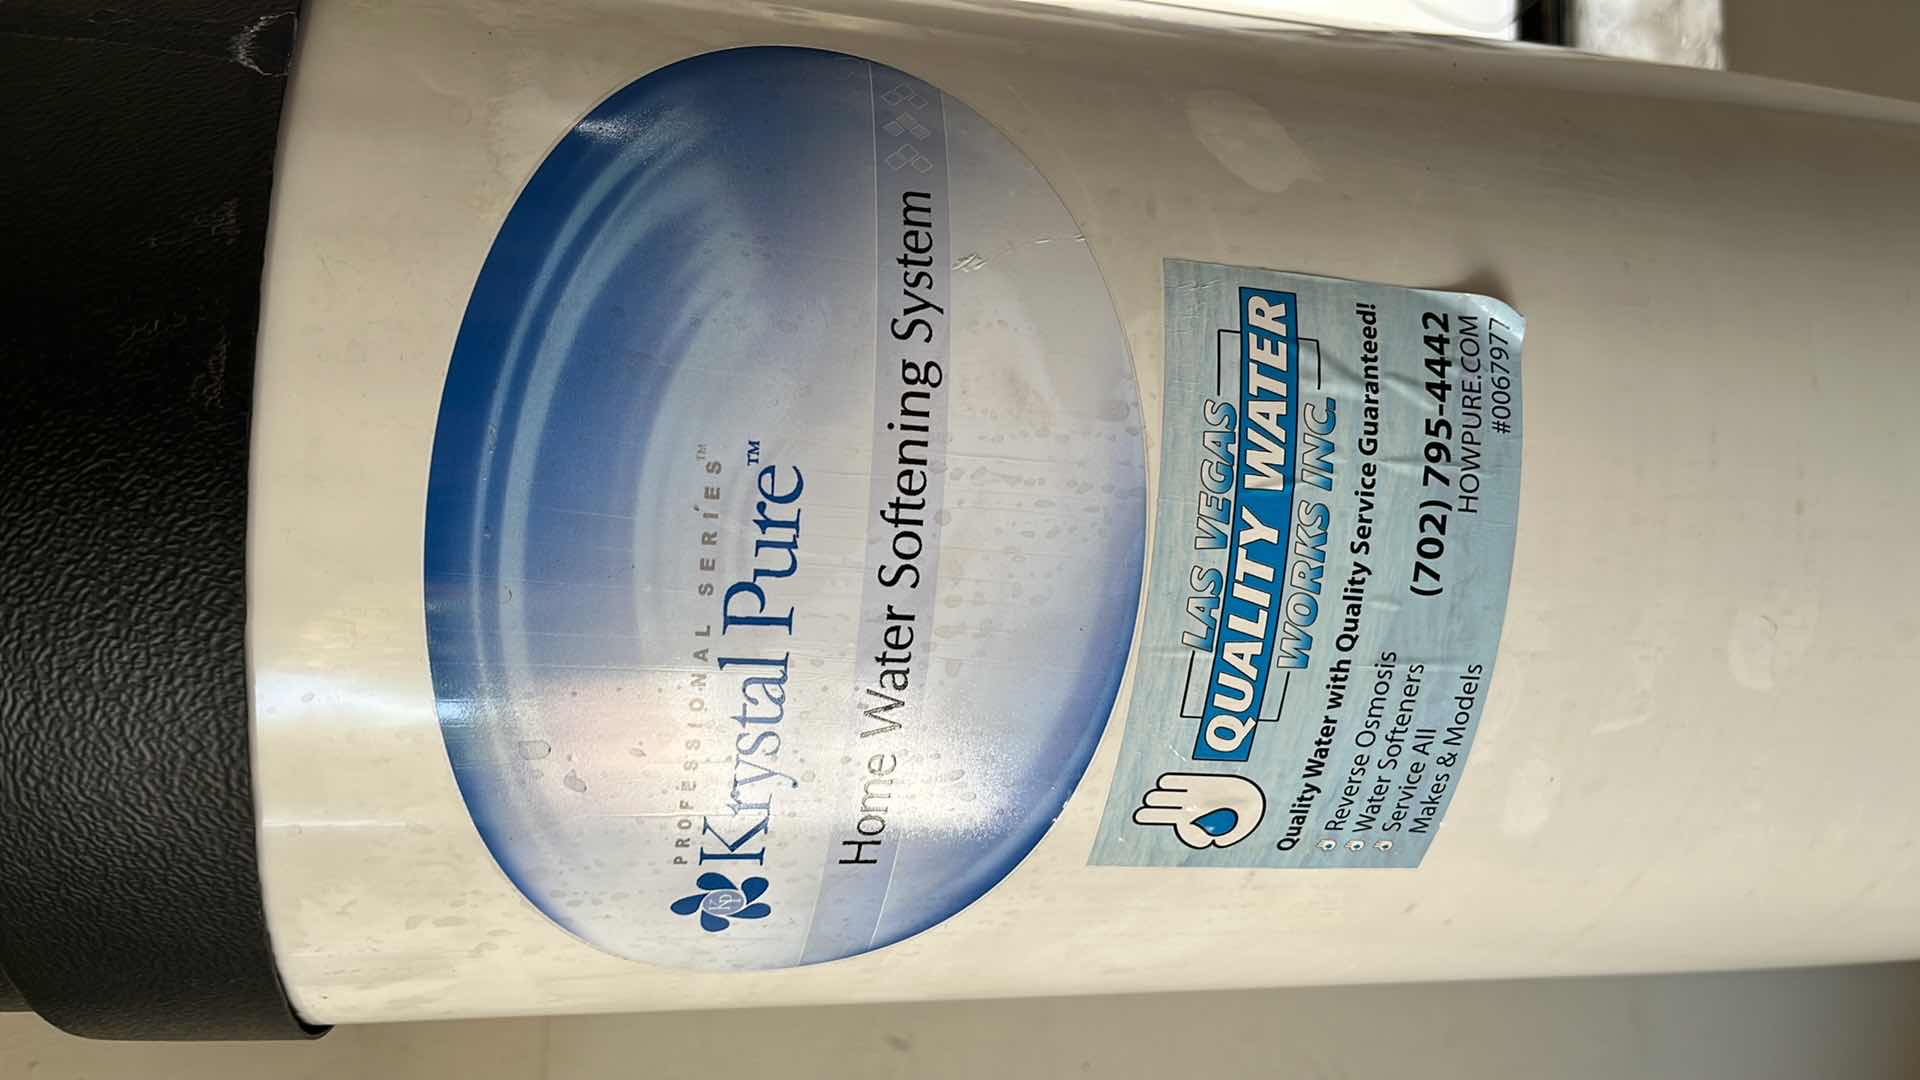 PROFESSIONAL SERIES™
KP Krystal Pure™
Home Water Softening System
LAS VEGAS
QUALITY WATER
WORKS INC.
Quality Water with Quality Service Guaranteed!
Reverse Osmosis
Water Softeners
Service All
Makes & Models
(702) 795-4442
HOWPURE.COM
#0067977